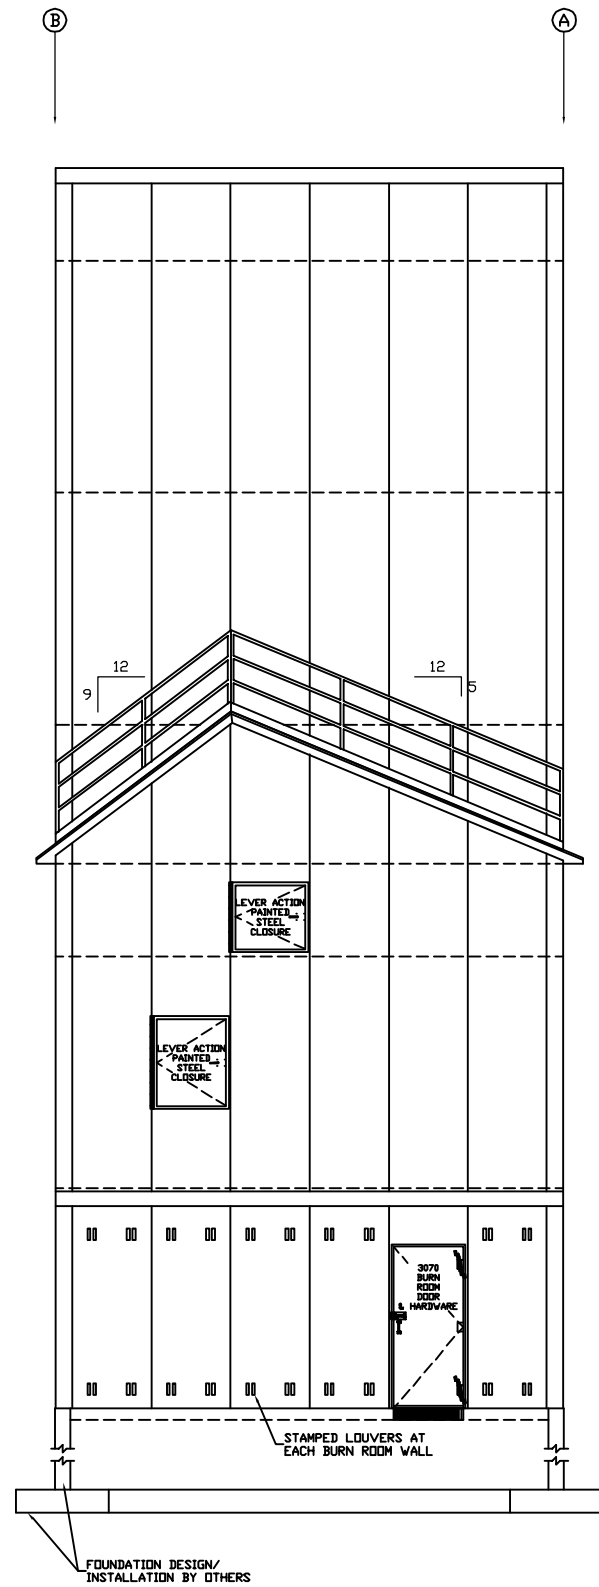 B
A
12
9
12
5
LEVER ACTION
PAINTED
STEEL
CLOSURE
LEVER ACTION
PAINTED
STEEL
CLOSURE
3070
BURN
ROOM
DOOR
HARDWARE
STAMPED LOUVERS AT
EACH BURN ROOM WALL
FOUNDATION DESIGN/
INSTALLATION BY OTHERS